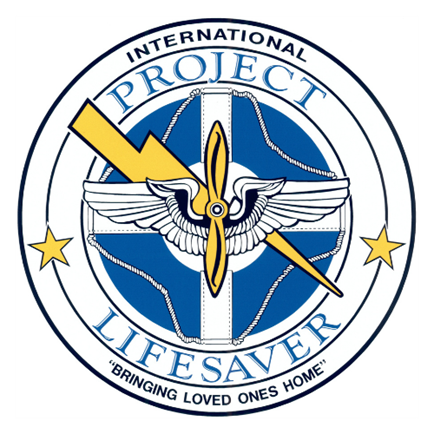 INTERNATIONAL
PROJECT
LIFESAVER
"BRINGING LOVED ONES HOME"